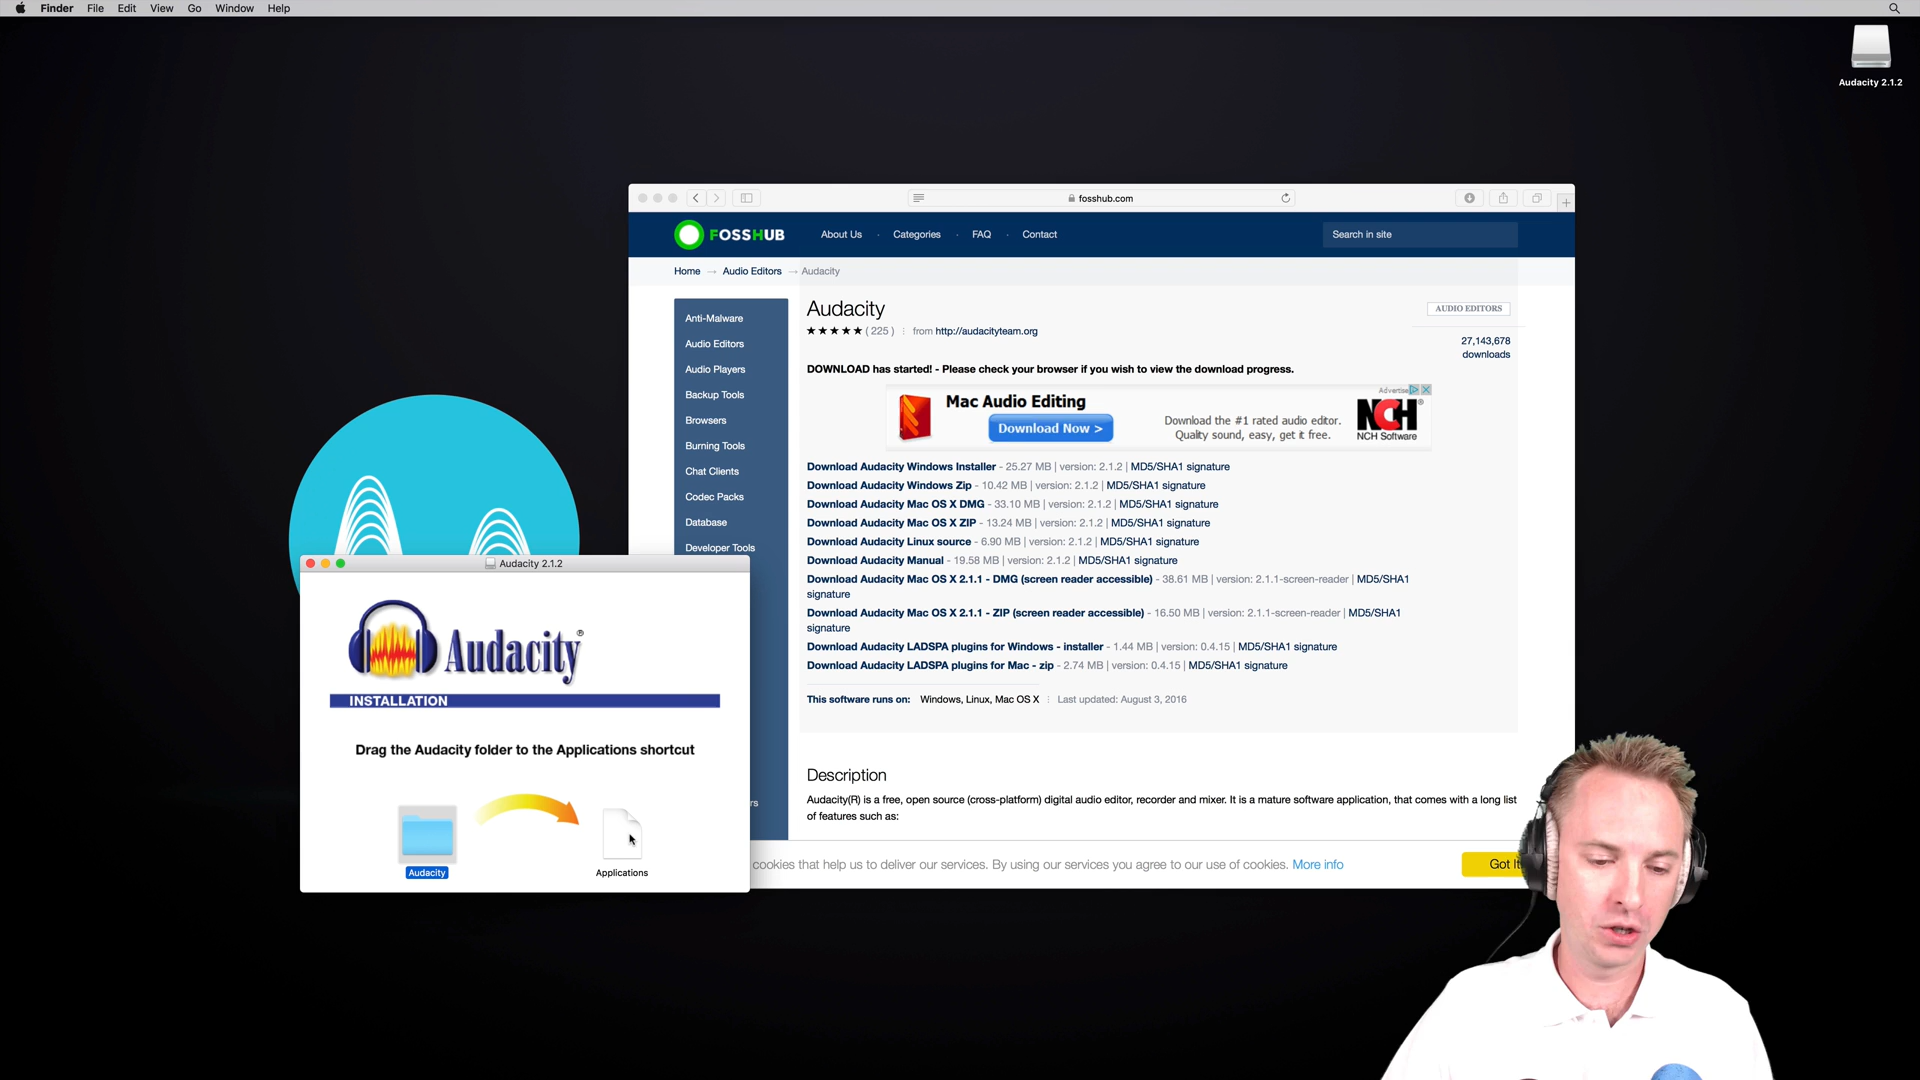 Finder File Edit View Go Window Help
Audacity 2.1.2
fosshub.com
FOSSHUB
About Us · Categories · FAQ · Contact
Search in site
Home → Audio Editors → Audacity
Anti-Malware
Audio Editors
Audio Players
Backup Tools
Browsers
Burning Tools
Chat Clients
Codec Packs
Database
Developer Tools
Audacity
AUDIO EDITORS
★★★★★ ( 225 ) ⋮ from http://audacityteam.org
27,143,678
downloads
DOWNLOAD has started! - Please check your browser if you wish to view the download progress.
Mac Audio Editing
Download Now >
Download the #1 rated audio editor.
Quality sound, easy, get it free.
NCH®
NCH Software
Download Audacity Windows Installer - 25.27 MB | version: 2.1.2 | MD5/SHA1 signature
Download Audacity Windows Zip - 10.42 MB | version: 2.1.2 | MD5/SHA1 signature
Download Audacity Mac OS X DMG - 33.10 MB | version: 2.1.2 | MD5/SHA1 signature
Download Audacity Mac OS X ZIP - 13.24 MB | version: 2.1.2 | MD5/SHA1 signature
Download Audacity Linux source - 6.90 MB | version: 2.1.2 | MD5/SHA1 signature
Download Audacity Manual - 19.58 MB | version: 2.1.2 | MD5/SHA1 signature
Download Audacity Mac OS X 2.1.1 - DMG (screen reader accessible) - 38.61 MB | version: 2.1.1-screen-reader | MD5/SHA1
signature
Download Audacity Mac OS X 2.1.1 - ZIP (screen reader accessible) - 16.50 MB | version: 2.1.1-screen-reader | MD5/SHA1
signature
Download Audacity LADSPA plugins for Windows - installer - 1.44 MB | version: 0.4.15 | MD5/SHA1 signature
Download Audacity LADSPA plugins for Mac - zip - 2.74 MB | version: 0.4.15 | MD5/SHA1 signature
This software runs on: Windows, Linux, Mac OS X ⋮ Last updated: August 3, 2016
Description
Audacity(R) is a free, open source (cross-platform) digital audio editor, recorder and mixer. It is a mature software application, that comes with a long list
of features such as:
cookies that help us to deliver our services. By using our services you agree to our use of cookies. More info
Got It
Audacity 2.1.2
Audacity®
INSTALLATION
Drag the Audacity folder to the Applications shortcut
Audacity
Applications